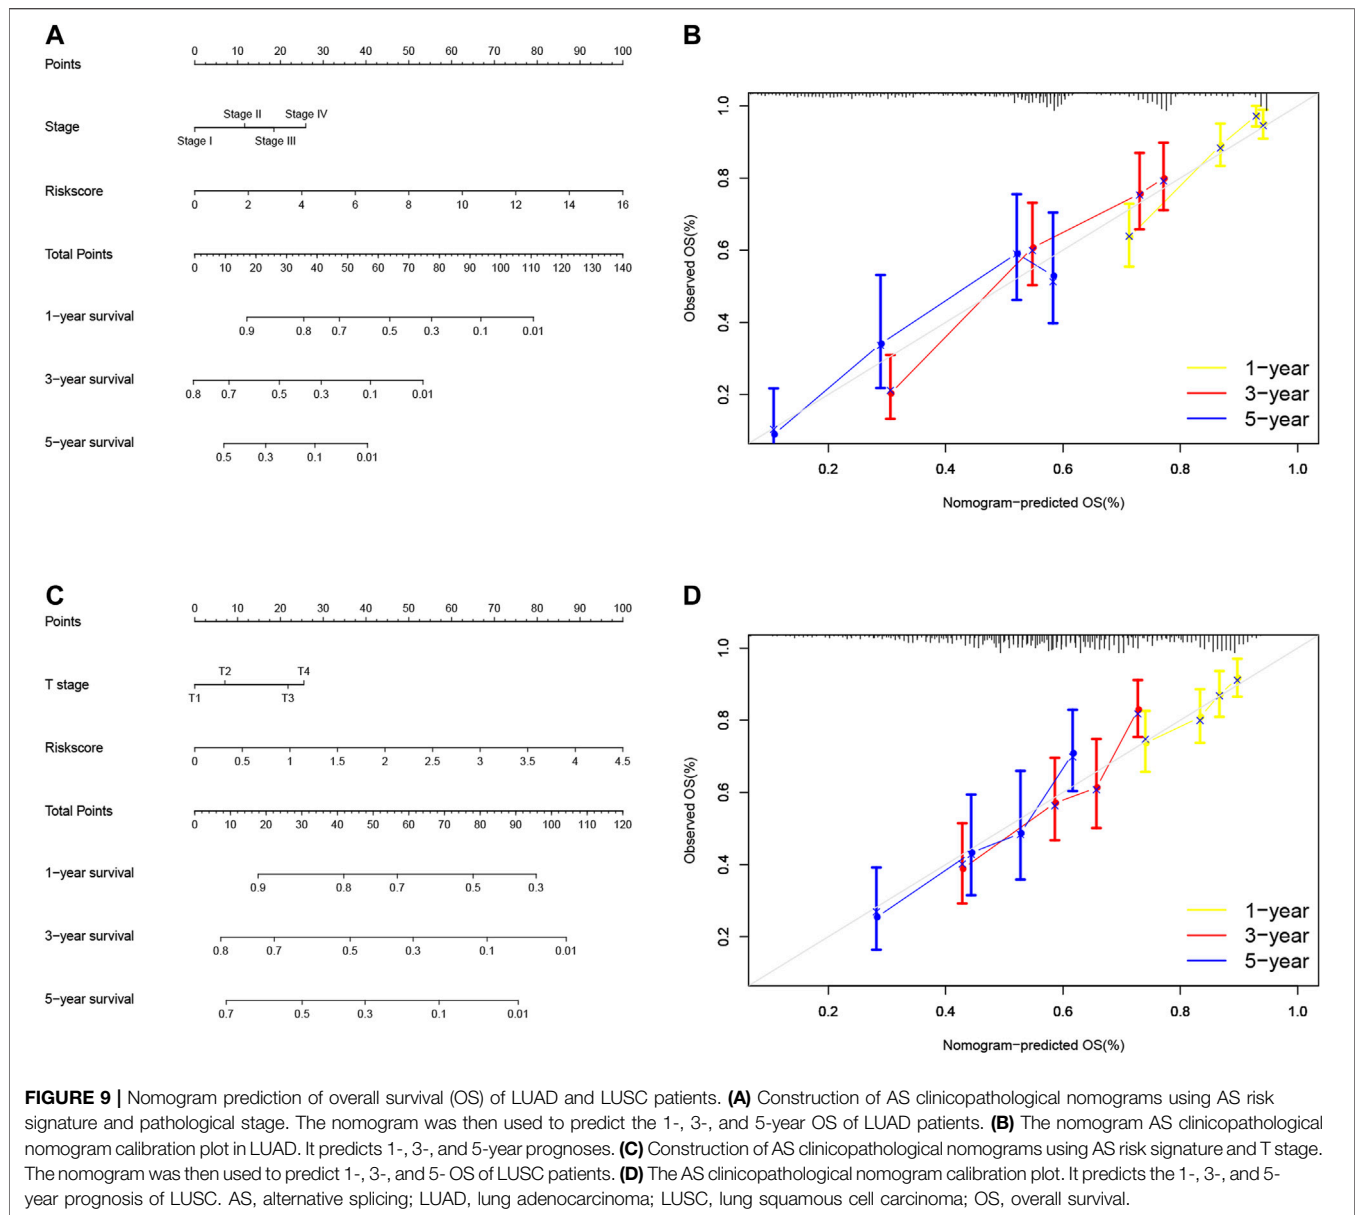 A
Points
0 10 20 30 40 50 60 70 80 90 100
Stage
Stage II Stage IV
Stage I Stage III
Riskscore
0 2 4 6 8 10 12 14 16
Total Points
0 10 20 30 40 50 60 70 80 90 100 110 120 130 140
1−year survival
0.9 0.8 0.7 0.5 0.3 0.1 0.01
3−year survival
0.8 0.7 0.5 0.3 0.1 0.01
5−year survival
0.5 0.3 0.1 0.01
B
Observed OS(%)
1.0
0.8
0.6
0.4
0.2
1−year
3−year
5−year
0.2 0.4 0.6 0.8 1.0
Nomogram−predicted OS(%)
C
Points
0 10 20 30 40 50 60 70 80 90 100
T stage
T2 T4
T1 T3
Riskscore
0 0.5 1 1.5 2 2.5 3 3.5 4 4.5
Total Points
0 10 20 30 40 50 60 70 80 90 100 110 120
1−year survival
0.9 0.8 0.7 0.5 0.3
3−year survival
0.8 0.7 0.5 0.3 0.1 0.01
5−year survival
0.7 0.5 0.3 0.1 0.01
D
Observed OS(%)
1.0
0.8
0.6
0.4
0.2
1−year
3−year
5−year
0.2 0.4 0.6 0.8 1.0
Nomogram−predicted OS(%)
FIGURE 9 | Nomogram prediction of overall survival (OS) of LUAD and LUSC patients. (A) Construction of AS clinicopathological nomograms using AS risk
signature and pathological stage. The nomogram was then used to predict the 1-, 3-, and 5-year OS of LUAD patients. (B) The nomogram AS clinicopathological
nomogram calibration plot in LUAD. It predicts 1-, 3-, and 5-year prognoses. (C) Construction of AS clinicopathological nomograms using AS risk signature and T stage.
The nomogram was then used to predict 1-, 3-, and 5- OS of LUSC patients. (D) The AS clinicopathological nomogram calibration plot. It predicts the 1-, 3-, and 5-
year prognosis of LUSC. AS, alternative splicing; LUAD, lung adenocarcinoma; LUSC, lung squamous cell carcinoma; OS, overall survival.